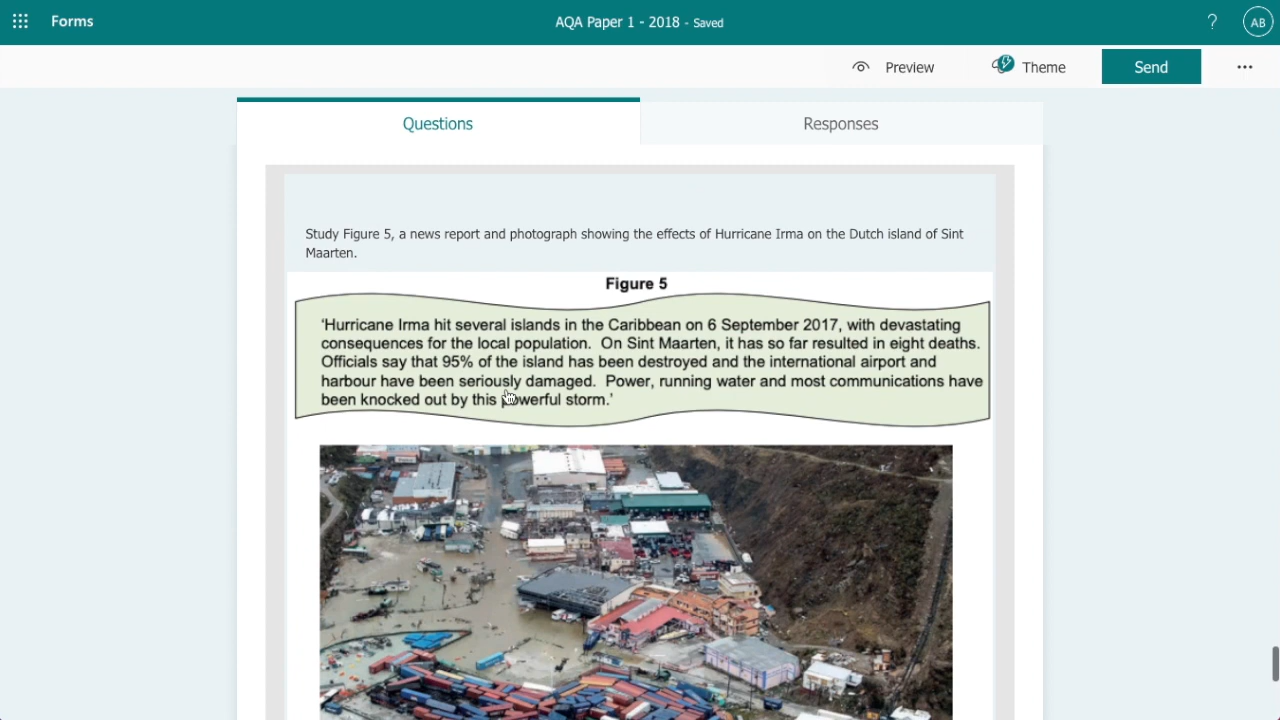 Forms
AQA Paper 1 - 2018 - Saved
?
AB
Preview
Theme
Send
...
Questions
Responses
Study Figure 5, a news report and photograph showing the effects of Hurricane Irma on the Dutch island of Sint
Maarten.
Figure 5
‘Hurricane Irma hit several islands in the Caribbean on 6 September 2017, with devastating
consequences for the local population. On Sint Maarten, it has so far resulted in eight deaths.
Officials say that 95% of the island has been destroyed and the international airport and
harbour have been seriously damaged. Power, running water and most communications have
been knocked out by this powerful storm.’